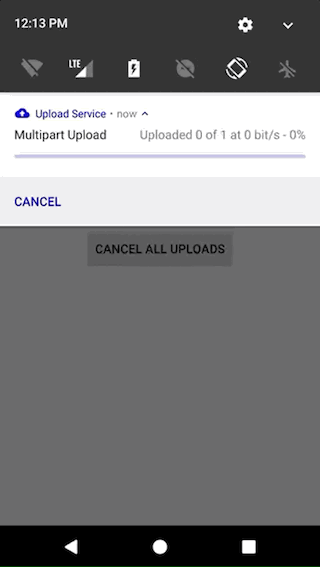 12:13 PM
LTE
Upload Service • now
Multipart Upload Uploaded 0 of 1 at 0 bit/s - 0%
CANCEL
CANCEL ALL UPLOADS